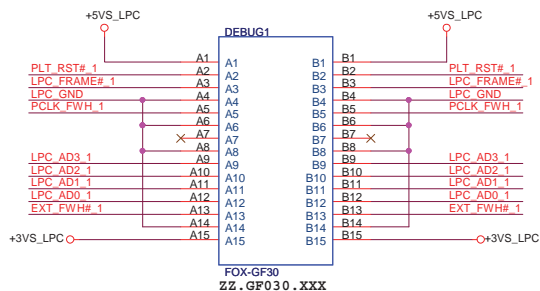 +5VS_LPC +5VS_LPC
DEBUG1
A1 A1 B1 B1
PLT_RST#_1 A2 A2 B2 B2 PLT_RST#_1
LPC_FRAME#_1 A3 A3 B3 B3 LPC_FRAME#_1
LPC_GND A4 A4 B4 B4 LPC_GND
PCLK_FWH_1 A5 A5 B5 B5 PCLK_FWH_1
A6 A6 B6 B6
A7 A7 B7 B7
A8 A8 B8 B8
LPC_AD3_1 A9 A9 B9 B9 LPC_AD3_1
LPC_AD2_1 A10 A10 B10 B10 LPC_AD2_1
LPC_AD1_1 A11 A11 B11 B11 LPC_AD1_1
LPC_AD0_1 A12 A12 B12 B12 LPC_AD0_1
EXT_FWH#_1 A13 A13 B13 B13 EXT_FWH#_1
A14 A14 B14 B14
+3VS_LPC A15 A15 B15 B15 +3VS_LPC
FOX-GF30
ZZ.GF030.XXX